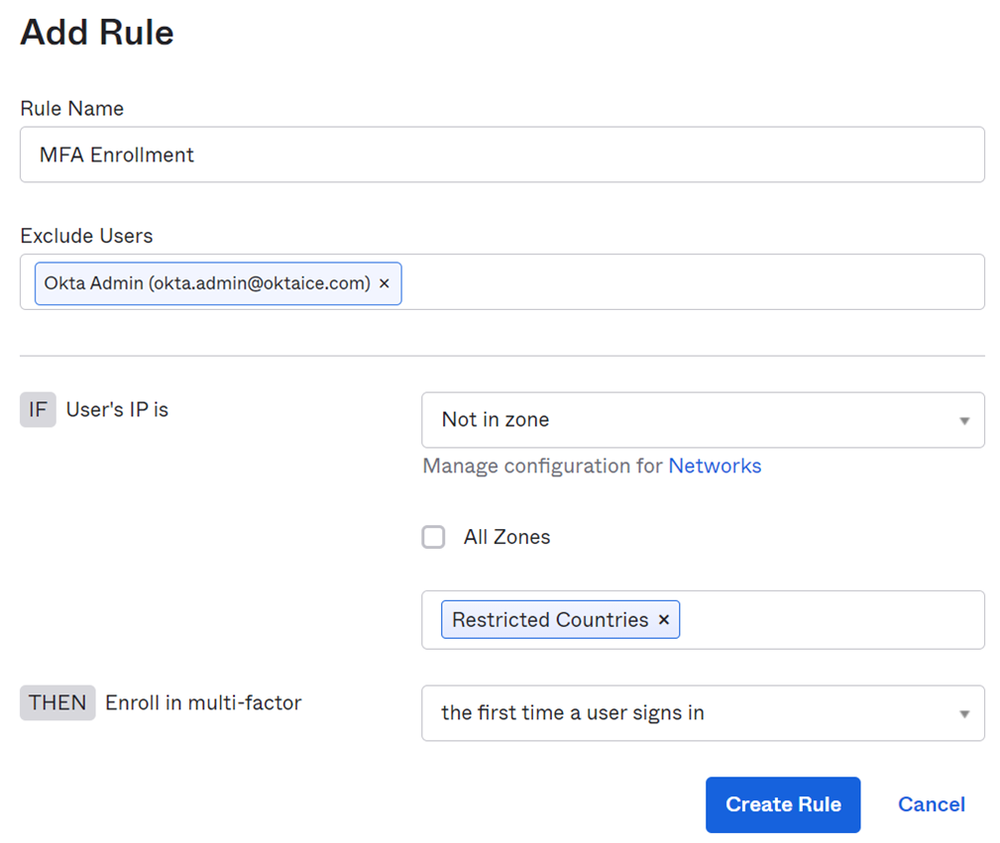 Add Rule
Rule Name
MFA Enrollment
Exclude Users
Okta Admin (okta.admin@oktaice.com) ×
IF User's IP is
Not in zone
Manage configuration for Networks
All Zones
Restricted Countries ×
THEN Enroll in multi-factor
the first time a user signs in
Create Rule Cancel